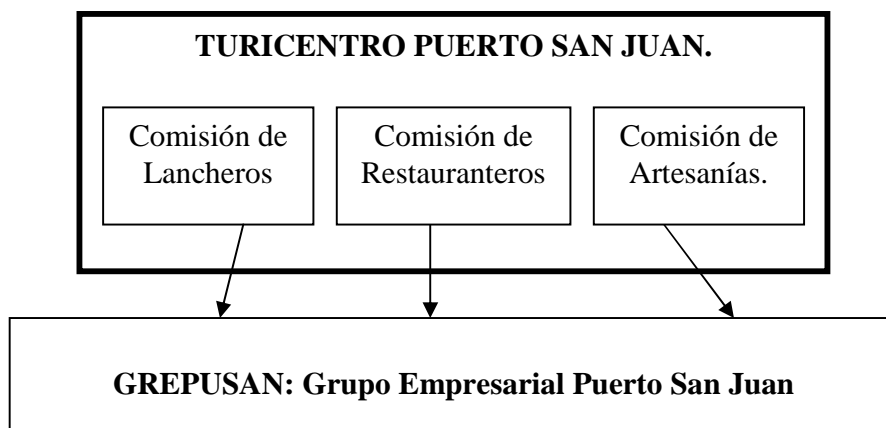 TURICENTRO PUERTO SAN JUAN.
Comisión de
Lancheros
Comisión de
Restauranteros
Comisión de
Artesanías.
GREPUSAN: Grupo Empresarial Puerto San Juan